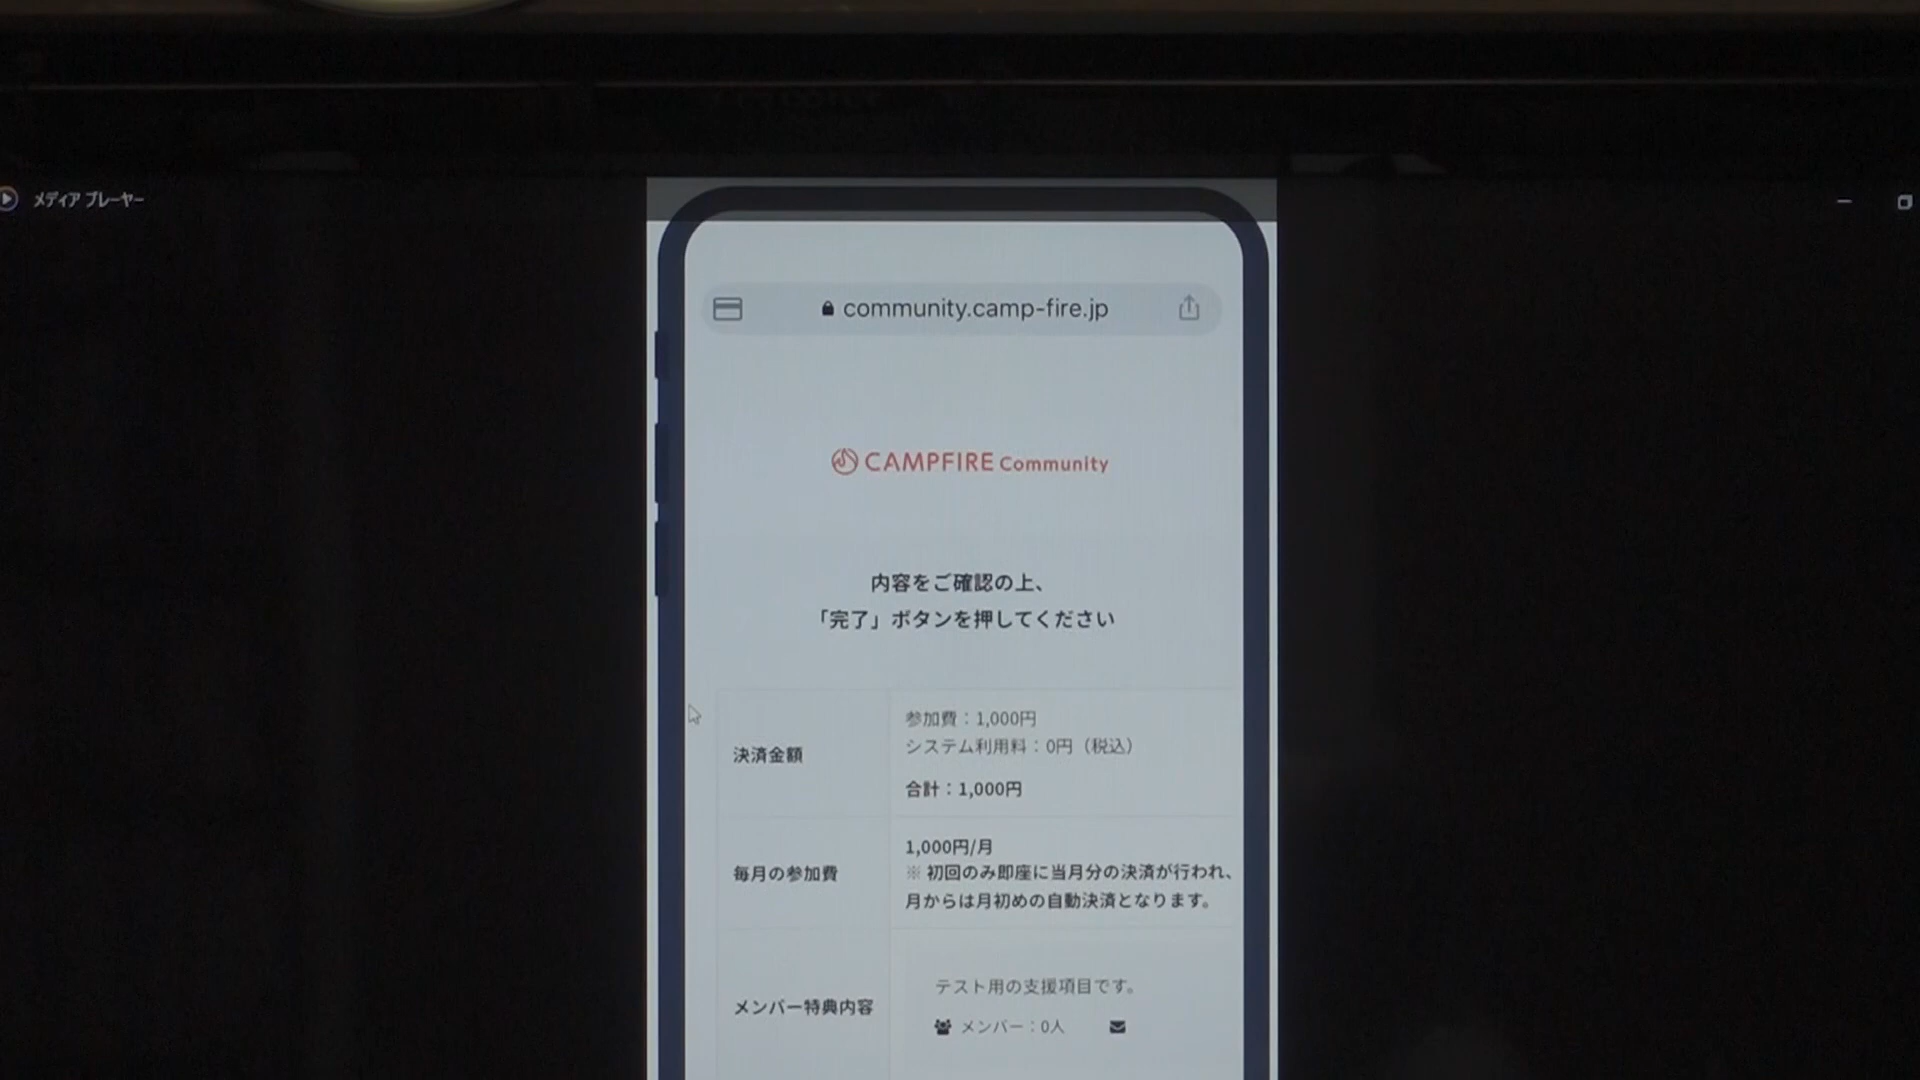 メディア プレーヤー
community.camp-fire.jp
CAMPFIRE Community
内容をご確認の上、
「完了」ボタンを押してください
決済金額
参加費：1,000円
システム利用料：0円（税込）
合計：1,000円
毎月の参加費
1,000円/月
※ 初回のみ即座に当月分の決済が行われ、
月からは月初めの自動決済となります。
メンバー特典内容
テスト用の支援項目です。
メンバー：0人